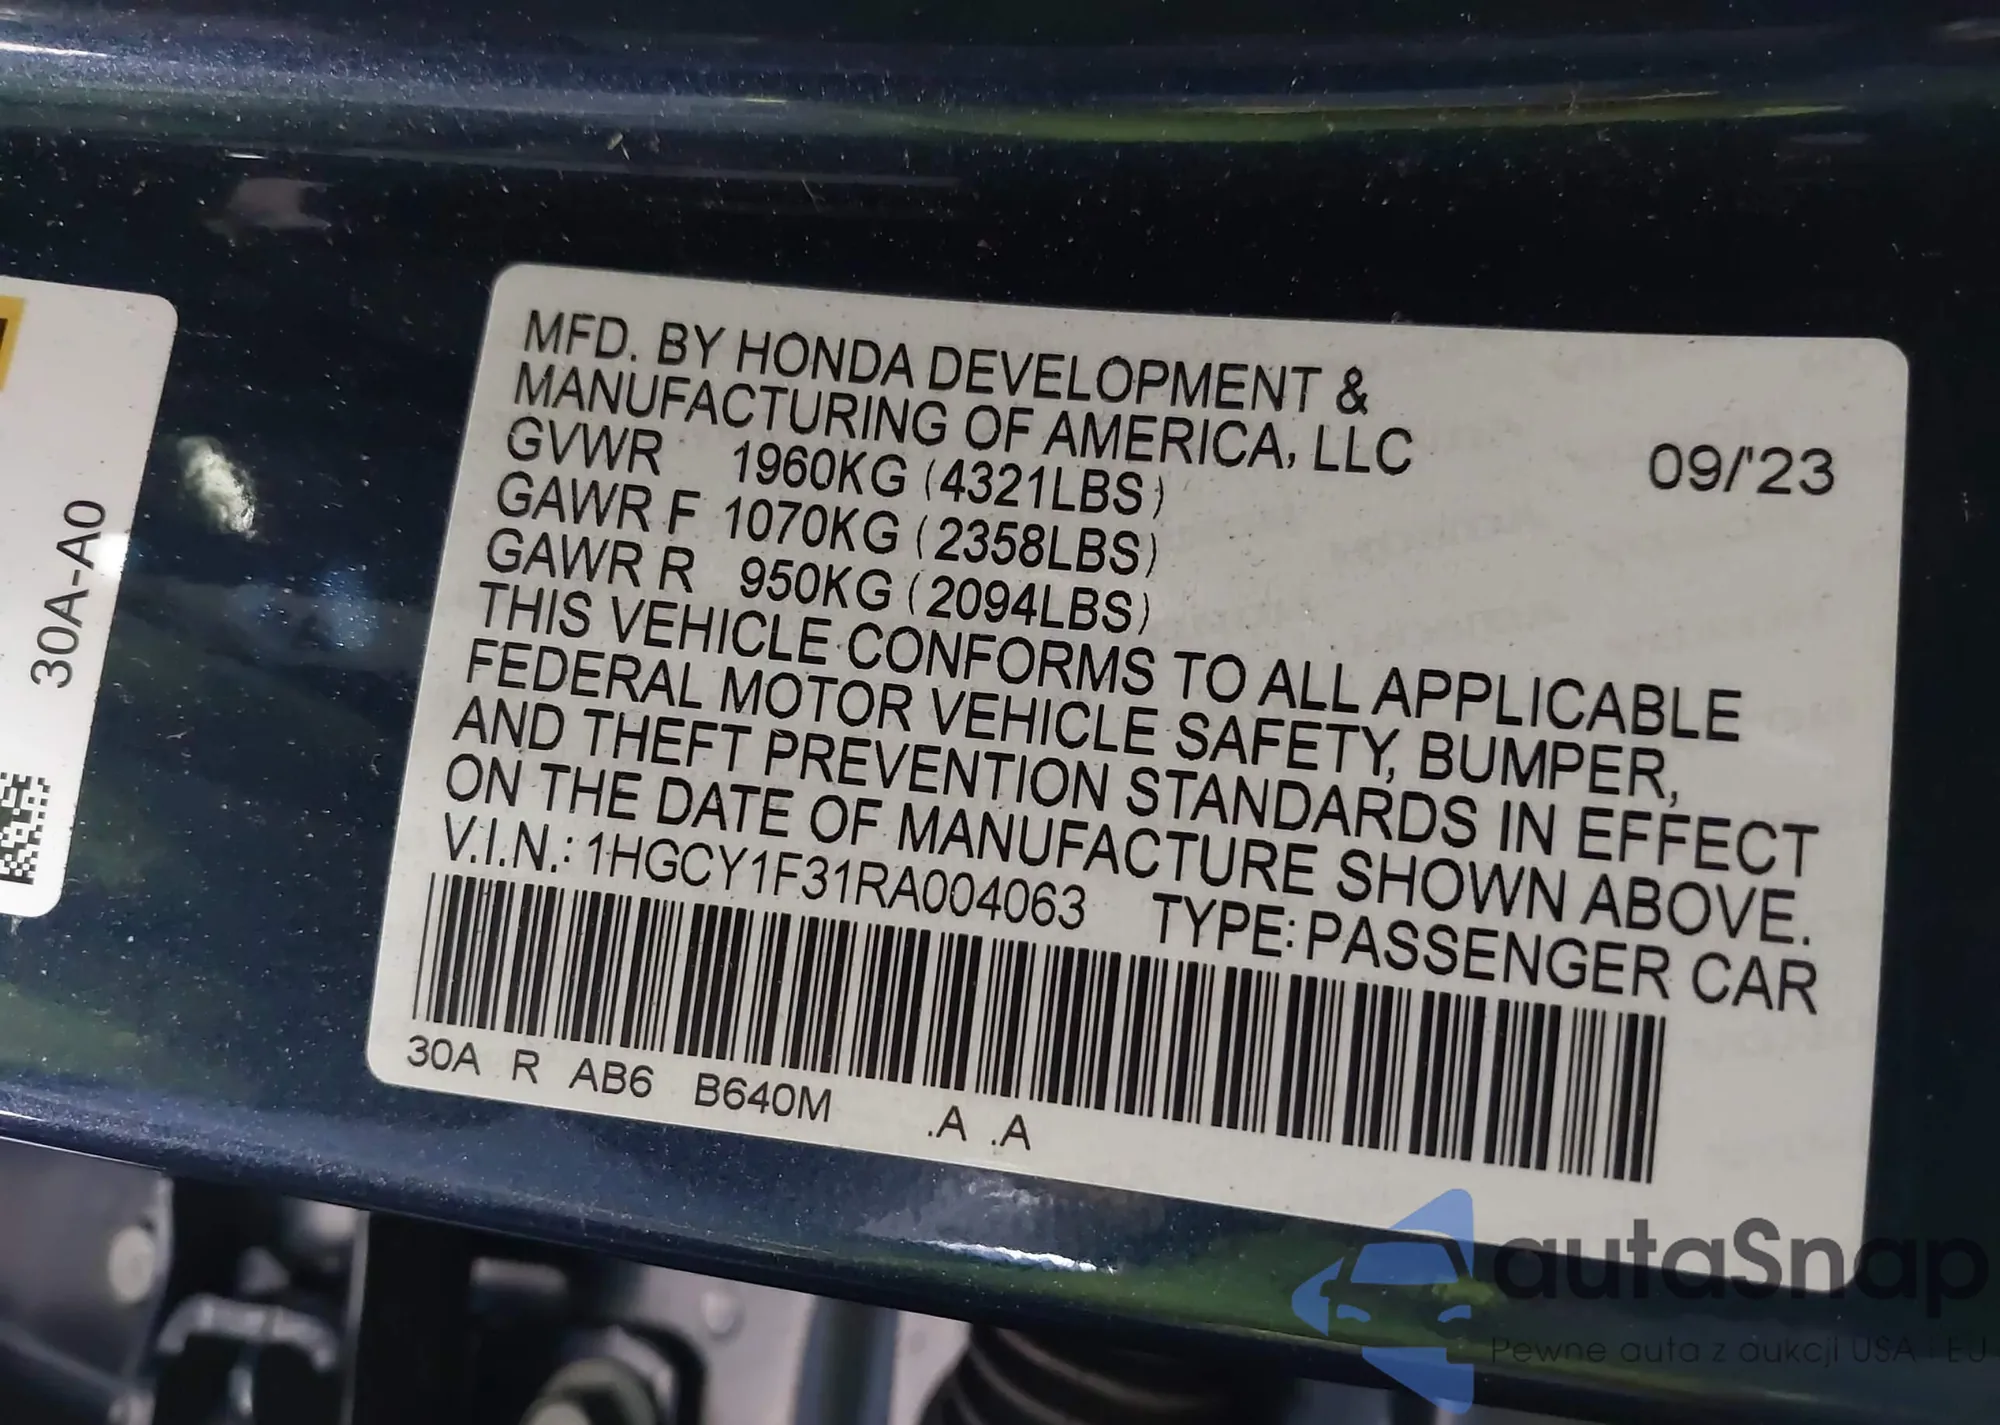 MFD. BY HONDA DEVELOPMENT &
MANUFACTURING OF AMERICA, LLC
09/'23
GVWR 1960KG (4321LBS)
GAWR F 1070KG (2358LBS)
GAWR R 950KG (2094LBS)
THIS VEHICLE CONFORMS TO ALL APPLICABLE
FEDERAL MOTOR VEHICLE SAFETY, BUMPER,
AND THEFT PREVENTION STANDARDS IN EFFECT
ON THE DATE OF MANUFACTURE SHOWN ABOVE.
V.I.N.: 1HGCY1F31RA004063 TYPE: PASSENGER CAR
30A R AB6 B640M .A .A
30A-A0
autaSnap
Pewne auta z aukcji USA i EU